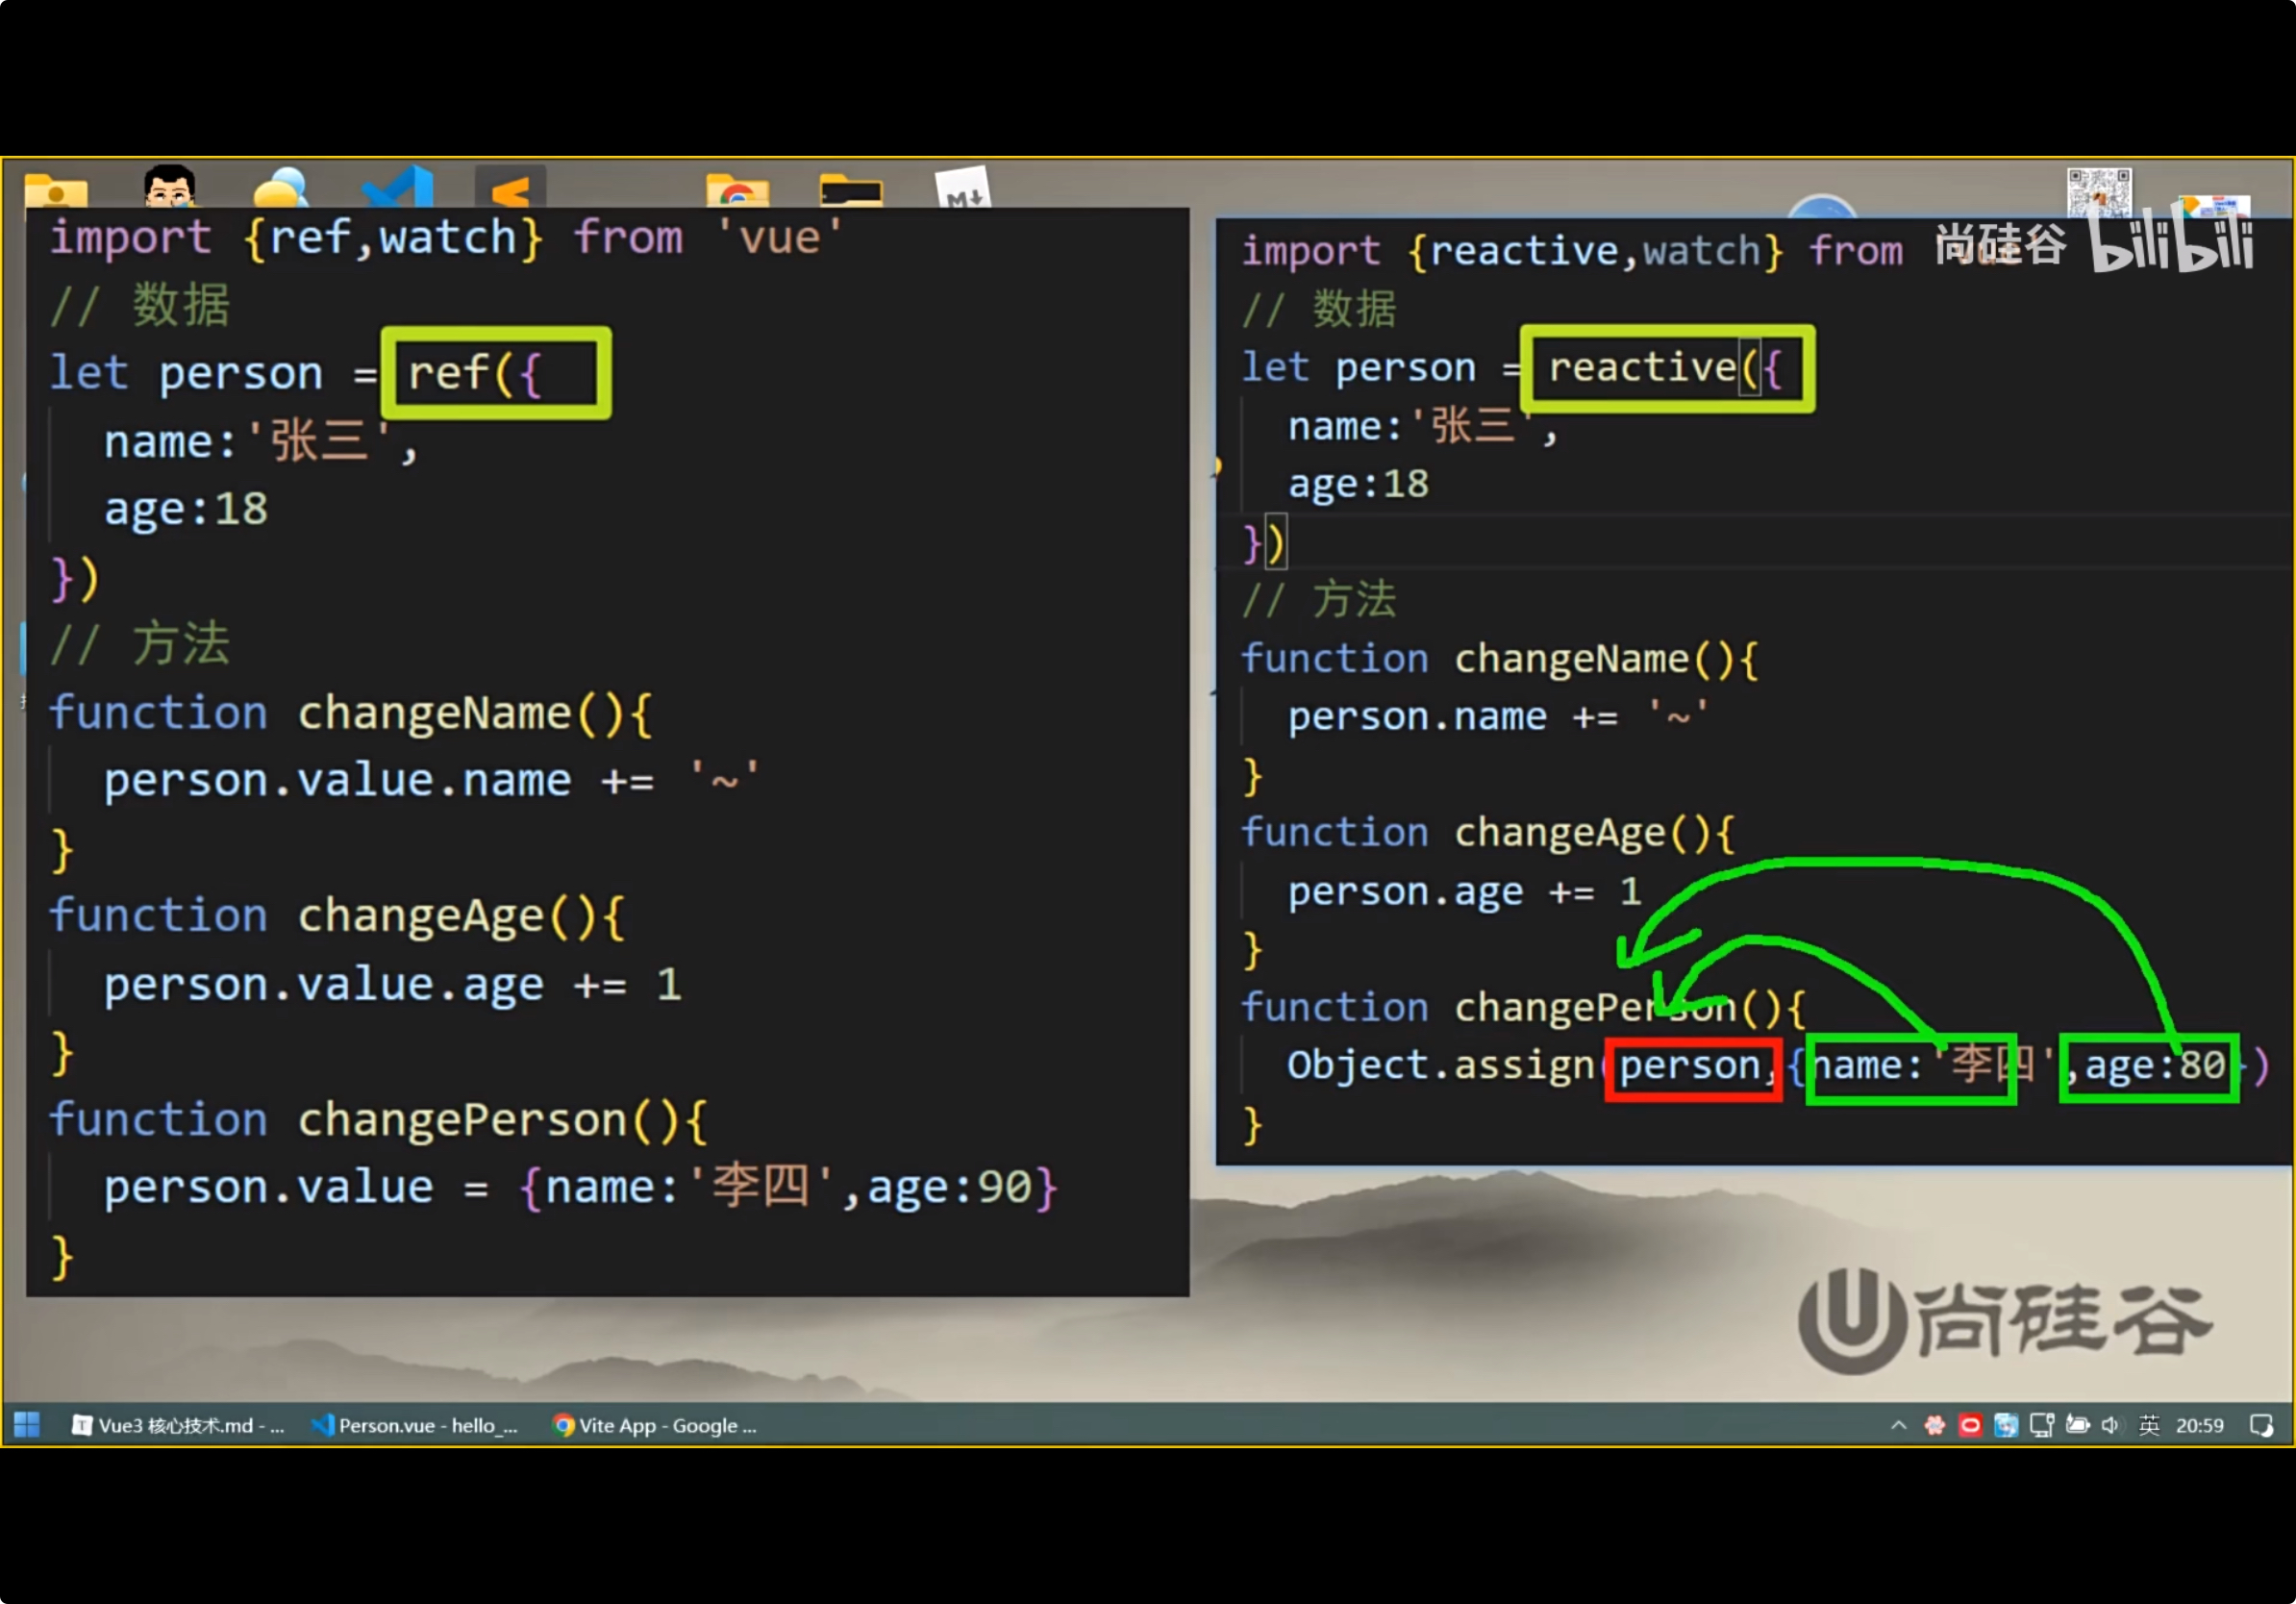 import {ref,watch} from 'vue'
// 数据
let person = ref({
name:'张三',
age:18
})
// 方法
function changeName(){
person.value.name += '~'
}
function changeAge(){
person.value.age += 1
}
function changePerson(){
person.value = {name:'李四',age:90}
}
import {reactive,watch} from
尚硅谷 bilibili
// 数据
let person = reactive({
name:'张三',
age:18
})
// 方法
function changeName(){
person.name += '~'
}
function changeAge(){
person.age += 1
}
function changePerson(){
Object.assign(person,{name:'李四',age:80})
}
尚硅谷
Vue3 核心技术.md - ...
Person.vue - hello_...
Vite App - Google ...
英 20:59